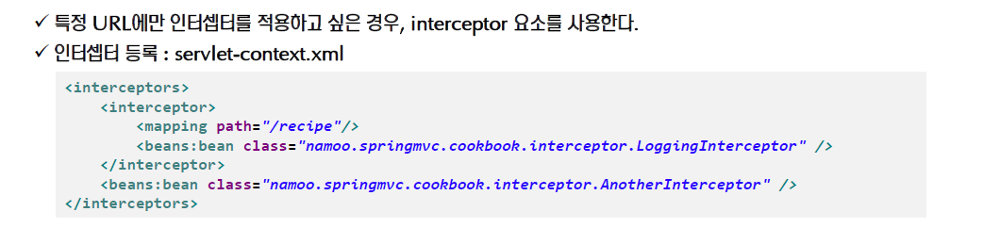 ✓ 특정 URL에만 인터셉터를 적용하고 싶은 경우, interceptor 요소를 사용한다.
✓ 인터셉터 등록 : servlet-context.xml
<interceptors>
    <interceptor>
        <mapping path="/recipe"/>
        <beans:bean class="namoo.springmvc.cookbook.interceptor.LoggingInterceptor" />
    </interceptor>
    <beans:bean class="namoo.springmvc.cookbook.interceptor.AnotherInterceptor" />
</interceptors>